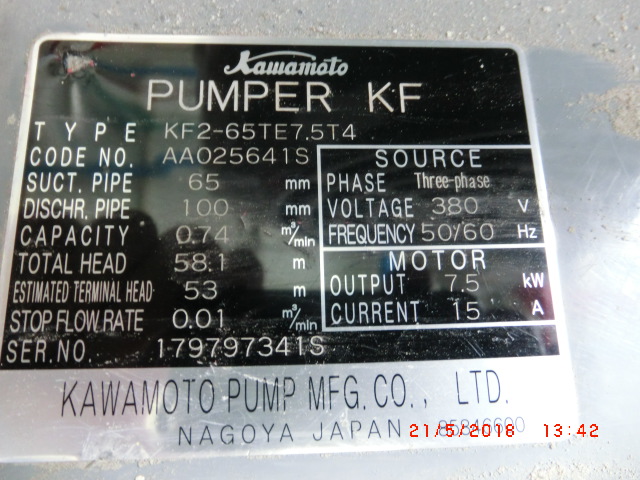 Kawamoto
PUMPER KF
TYPE KF2-65TE7.5T4
CODE NO. AA025641S
SUCT. PIPE 65 mm
DISCHR. PIPE 100 mm
CAPACITY 0.74 m³/min
TOTAL HEAD 58.1 m
ESTIMATED TERMINAL HEAD 53 m
STOP FLOW RATE 0.01 m³/min
SER.NO. 179797341S
SOURCE
PHASE Three-phase
VOLTAGE 380 V
FREQUENCY 50/60 Hz
MOTOR
OUTPUT 7.5 kW
CURRENT 15 A
KAWAMOTO PUMP MFG.CO., LTD.
NAGOYA JAPAN
21/5/2018 13:42